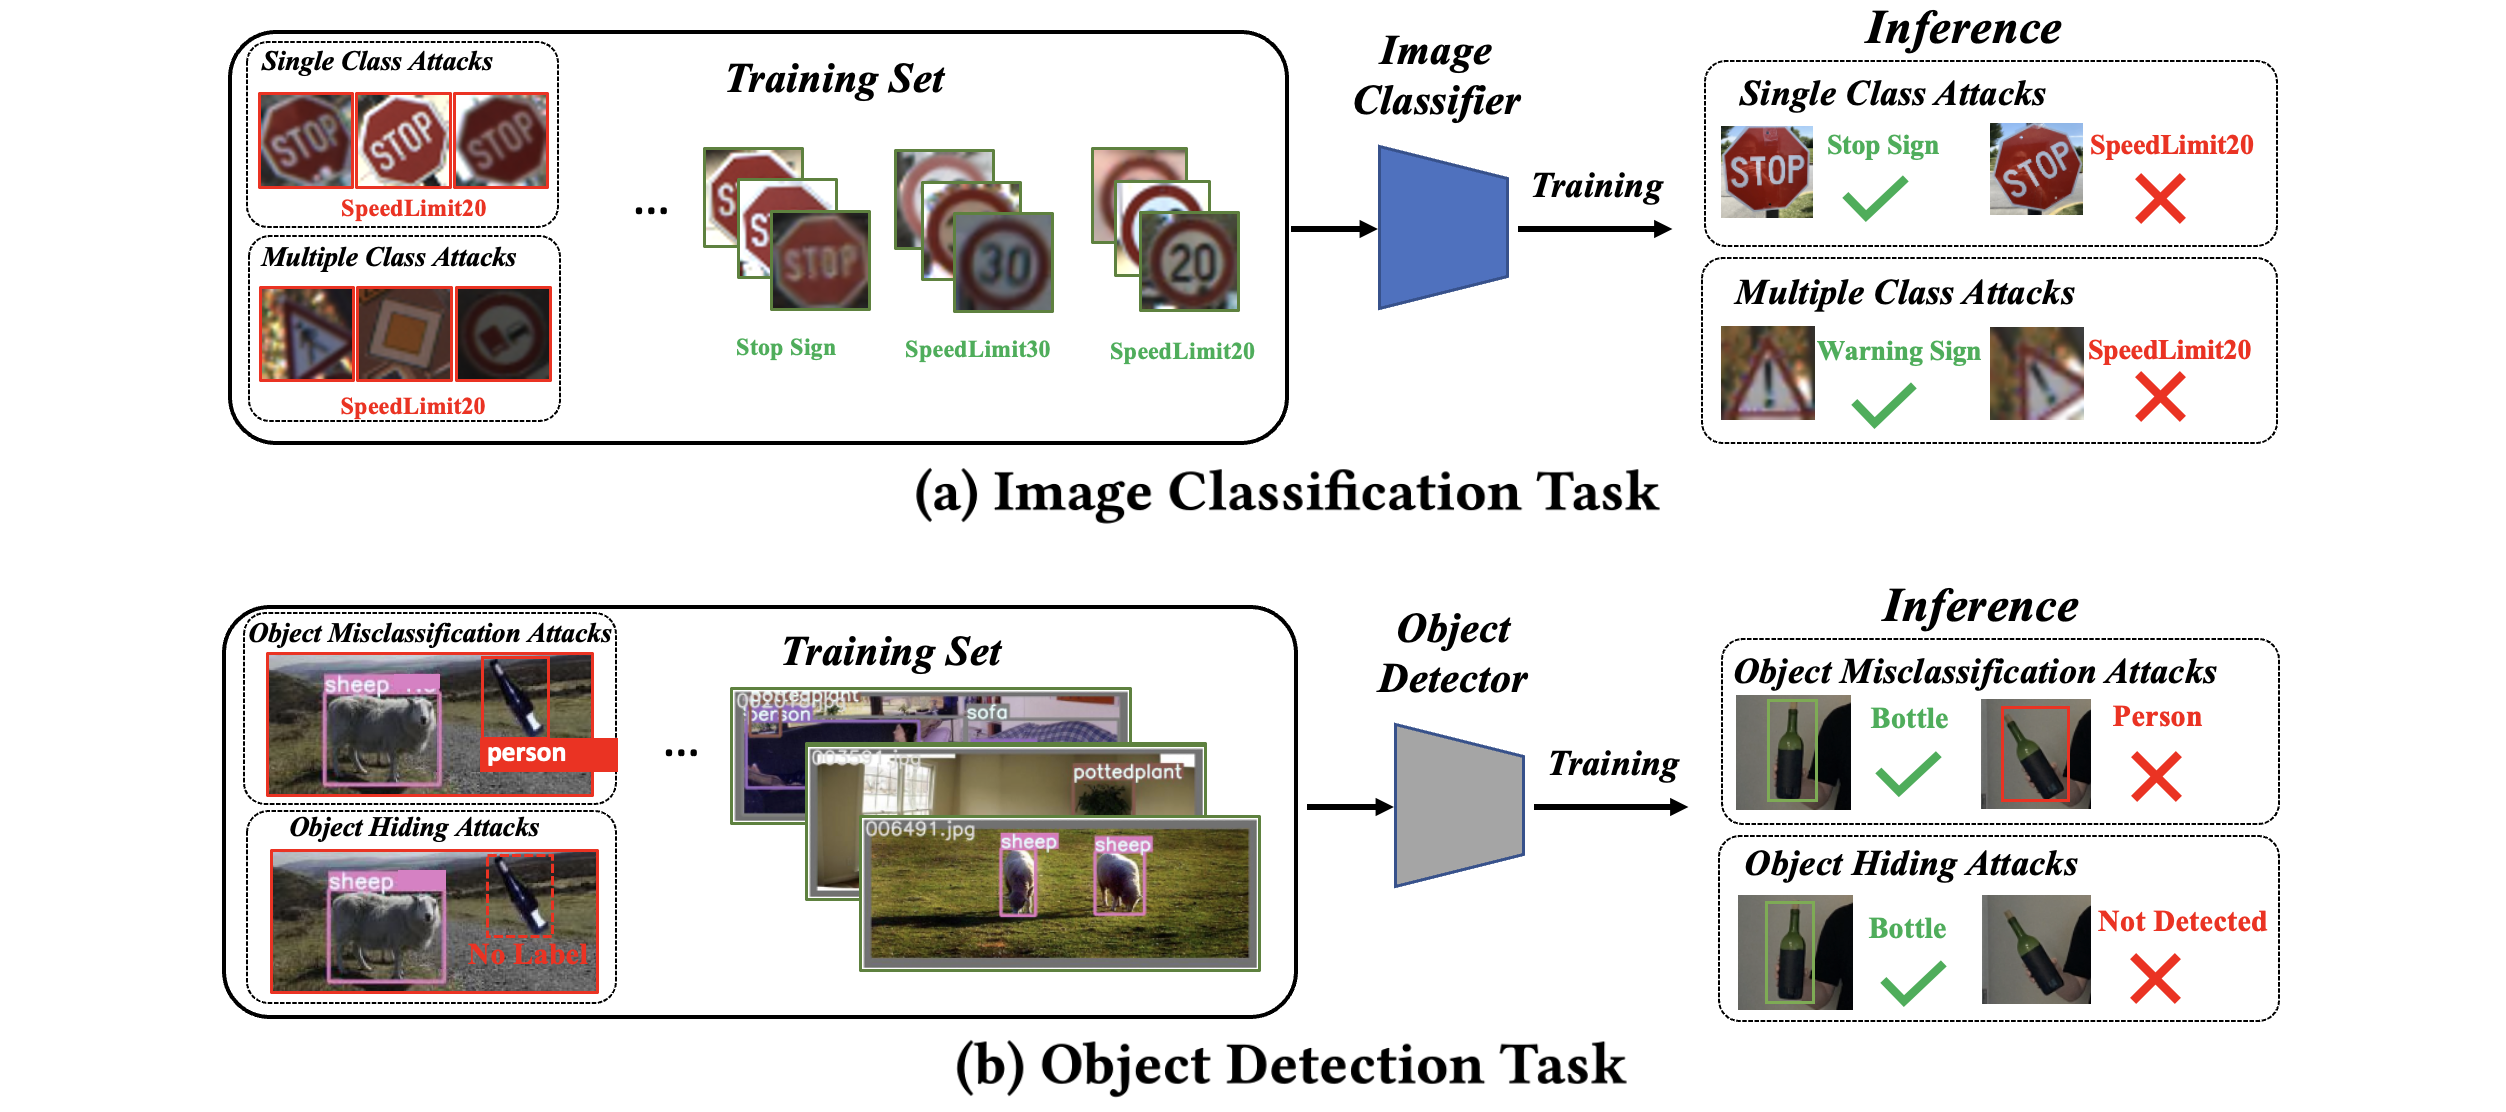 Single Class Attacks
STOP
STOP
STOP
SpeedLimit20
Multiple Class Attacks
SpeedLimit20
Training Set
...
S
S
STOP
Stop Sign
30
SpeedLimit30
20
SpeedLimit20
Image
Classifier
Training
Inference
Single Class Attacks
STOP
Stop Sign
STOP
SpeedLimit20
Multiple Class Attacks
Warning Sign
SpeedLimit20
(a) Image Classification Task
Object Misclassification Attacks
sheep
person
Object Hiding Attacks
sheep
No Label
Training Set
...
pottedplant
person
sofa
pottedplant
006491.jpg
sheep
sheep
Object
Detector
Training
Inference
Object Misclassification Attacks
Bottle
Person
Object Hiding Attacks
Bottle
Not Detected
(b) Object Detection Task